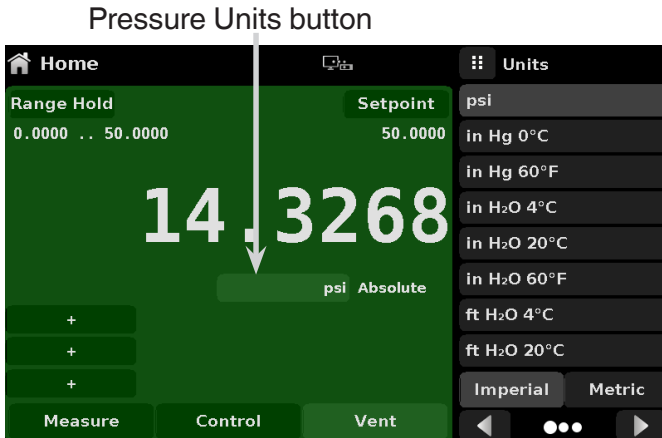 Pressure Units button
Home
Units
Range Hold
Setpoint
psi
0.0000 .. 50.0000
50.0000
in Hg 0°C
in Hg 60°F
14.3268
in H₂O 4°C
in H₂O 20°C
psi Absolute
in H₂O 60°F
+
ft H₂O 4°C
+
ft H₂O 20°C
+
Imperial
Metric
Measure
Control
Vent